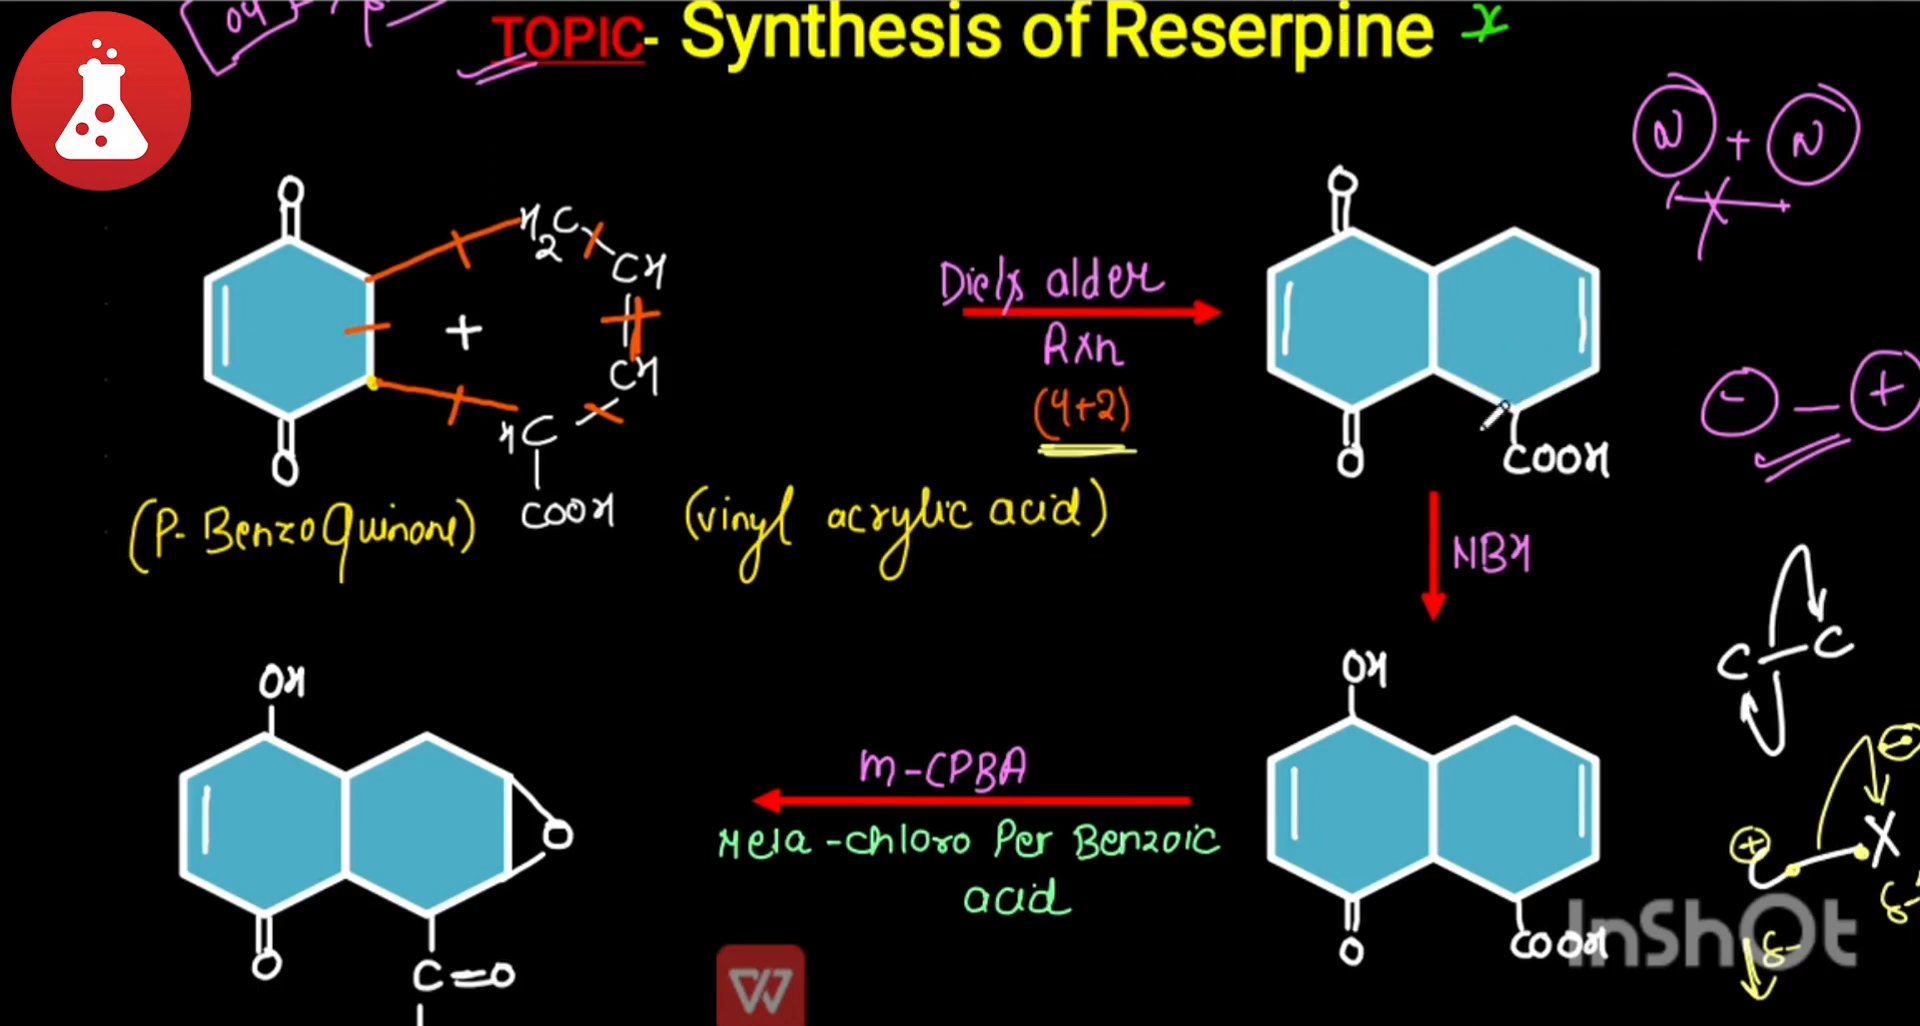 TOPIC- Synthesis of Reserpine x
N + N
O
H2C
CH
+
CH
HC
O
COOH
(P- BenzoQuinone)
(vinyl acrylic acid)
Diels alder
Rxn
(4+2)
O
O
COOH
- — +
NBH
C — C
OH
O
COOH
m-CPBA
Meta-chloro Per Benzoic
acid
OH
O
O
C=O
+
X
δ-
InShOt